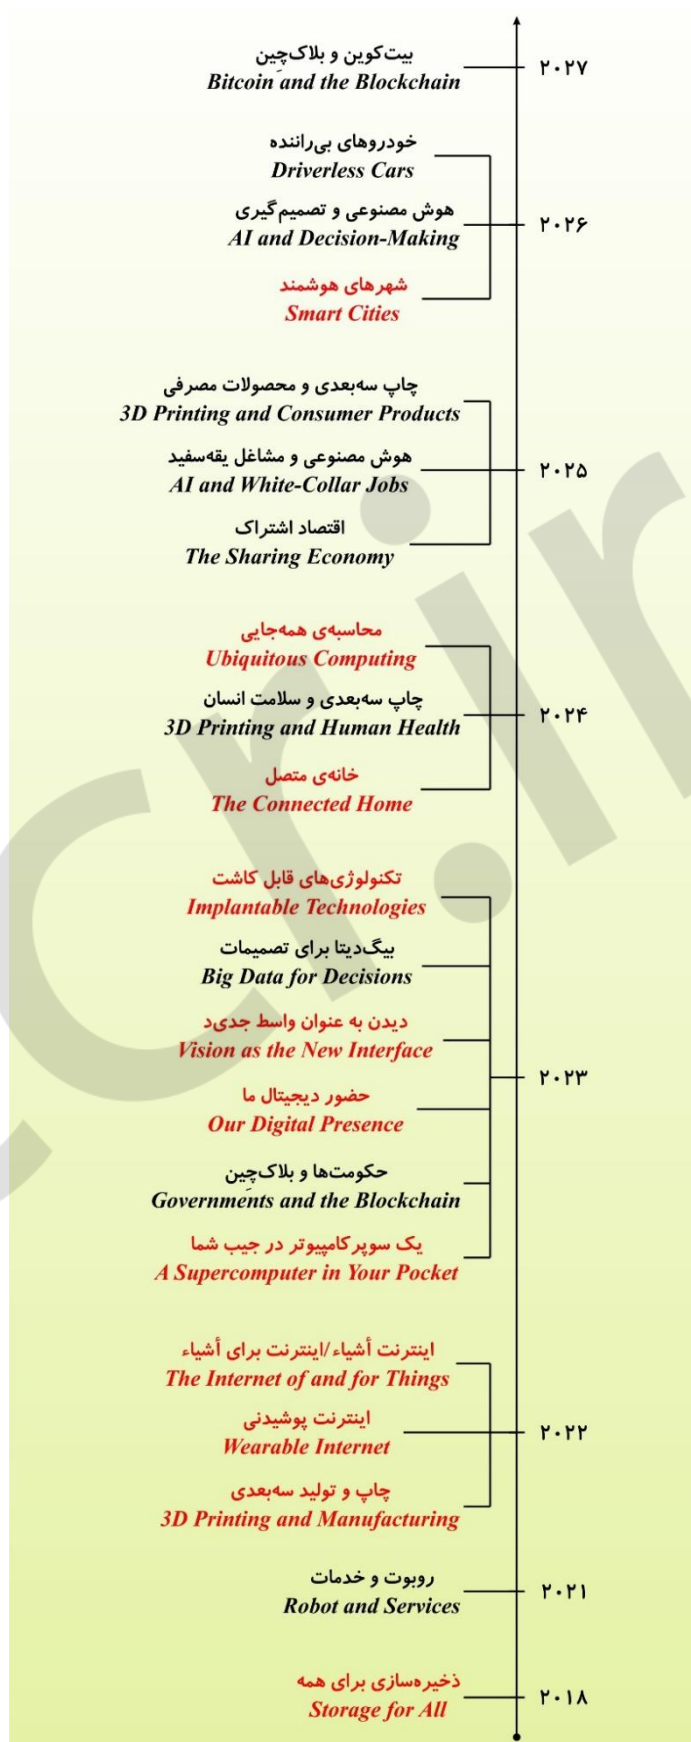 بیت‌کوین و بلاک‌چِین
Bitcoin and the Blockchain
۲۰۲۷
خودروهای بی‌راننده
Driverless Cars
هوش مصنوعی و تصمیم‌گیری
AI and Decision-Making
۲۰۲۶
شهرهای هوشمند
Smart Cities
چاپ سه‌بعدی و محصولات مصرفی
3D Printing and Consumer Products
هوش مصنوعی و مشاغل یقه‌سفید
AI and White-Collar Jobs
۲۰۲۵
اقتصاد اشتراک
The Sharing Economy
محاسبه‌ی همه‌جایی
Ubiquitous Computing
چاپ سه‌بعدی و سلامت انسان
3D Printing and Human Health
۲۰۲۴
خانه‌ی متصل
The Connected Home
تکنولوژی‌های قابل کاشت
Implantable Technologies
بیگ‌دیتا برای تصمیمات
Big Data for Decisions
دیدن به عنوان واسط جدید
Vision as the New Interface
۲۰۲۳
حضور دیجیتال ما
Our Digital Presence
حکومت‌ها و بلاک‌چِین
Governments and the Blockchain
یک سوپرکامپیوتر در جیب شما
A Supercomputer in Your Pocket
اینترنت أشیاء/اینترنت برای أشیاء
The Internet of and for Things
اینترنت پوشیدنی
Wearable Internet
۲۰۲۲
چاپ و تولید سه‌بعدی
3D Printing and Manufacturing
روبوت و خدمات
Robot and Services
۲۰۲۱
ذخیره‌سازی برای همه
Storage for All
۲۰۱۸